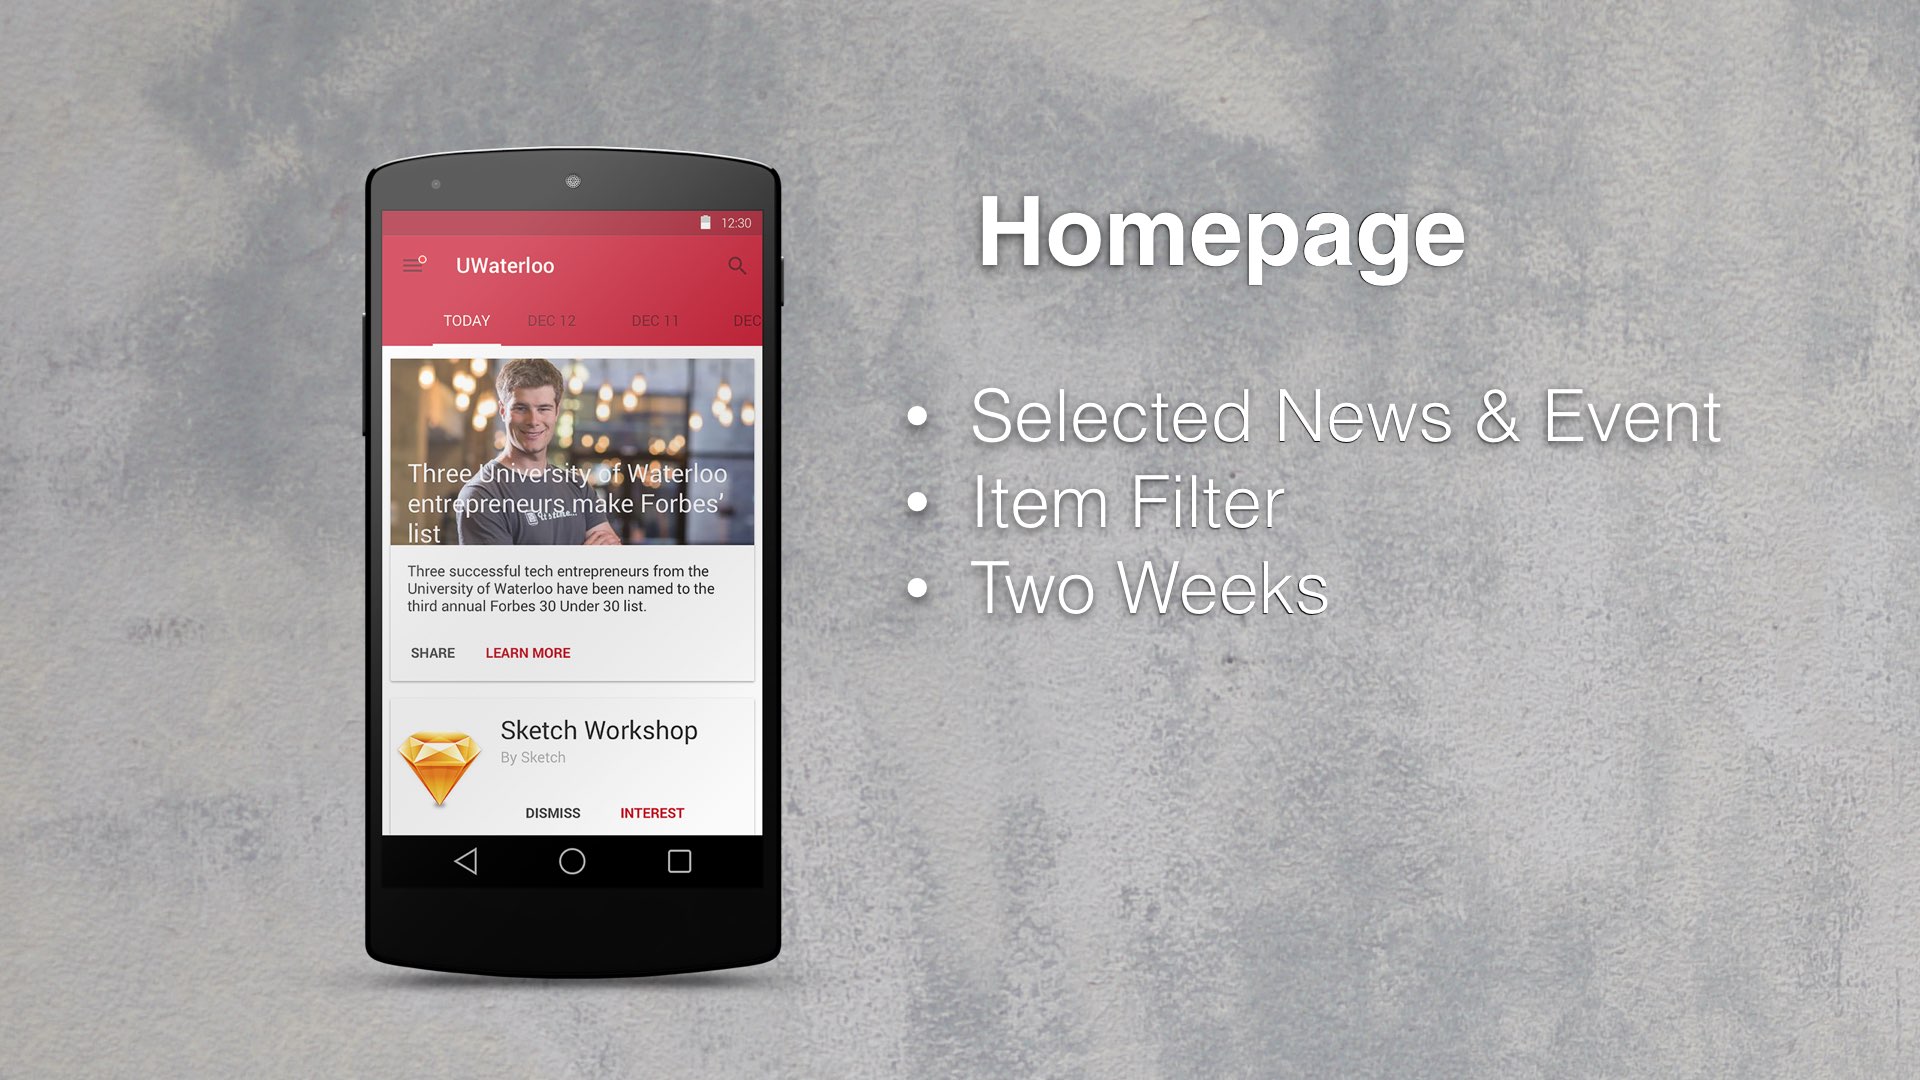 12:30
UWaterloo
TODAY DEC 12 DEC 11 DEC
Three University of Waterloo
entrepreneurs make Forbes’
list
Three successful tech entrepreneurs from the
University of Waterloo have been named to the
third annual Forbes 30 Under 30 list.
SHARE LEARN MORE
Sketch Workshop
By Sketch
DISMISS INTEREST
Homepage
• Selected News & Event
• Item Filter
• Two Weeks